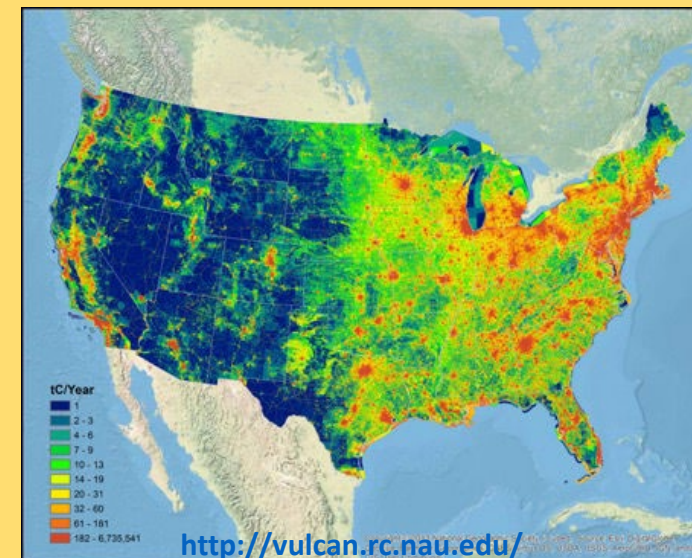 tC/Year
1
2 - 3
4 - 6
7 - 9
10 - 13
14 - 19
20 - 31
32 - 60
61 - 181
182 - 6,735,541
http://vulcan.rc.nau.edu/